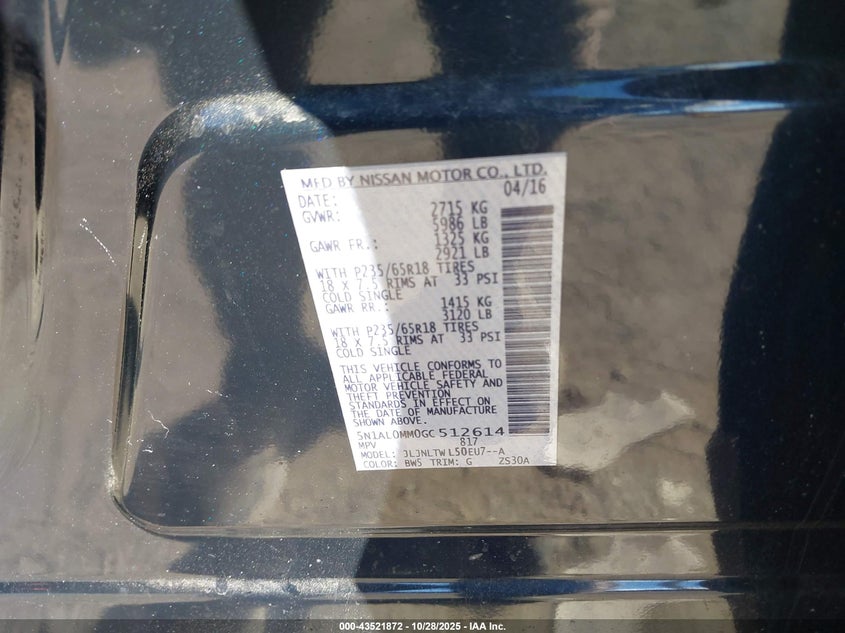 MFD BY NISSAN MOTOR CO., LTD.
DATE: 04/16
GVWR: 2715 KG
5986 LB
GAWR FR.: 1325 KG
2921 LB
WITH P235/65R18 TIRES
18 X 7.5 RIMS AT 33 PSI
COLD SINGLE
GAWR RR.: 1415 KG
3120 LB
WITH P235/65R18 TIRES
18 X 7.5 RIMS AT 33 PSI
COLD SINGLE
THIS VEHICLE CONFORMS TO
ALL APPLICABLE FEDERAL
MOTOR VEHICLE SAFETY AND
THEFT PREVENTION
STANDARDS IN EFFECT ON
THE DATE OF MANUFACTURE
SHOWN ABOVE.
5N1AL0MM0GC512614
MPV 817
MODEL: JLJNLTWL50EU7--A
COLOR: BW5 TRIM: G ZS30A
000-43521872 - 10/28/2025 - IAA Inc.